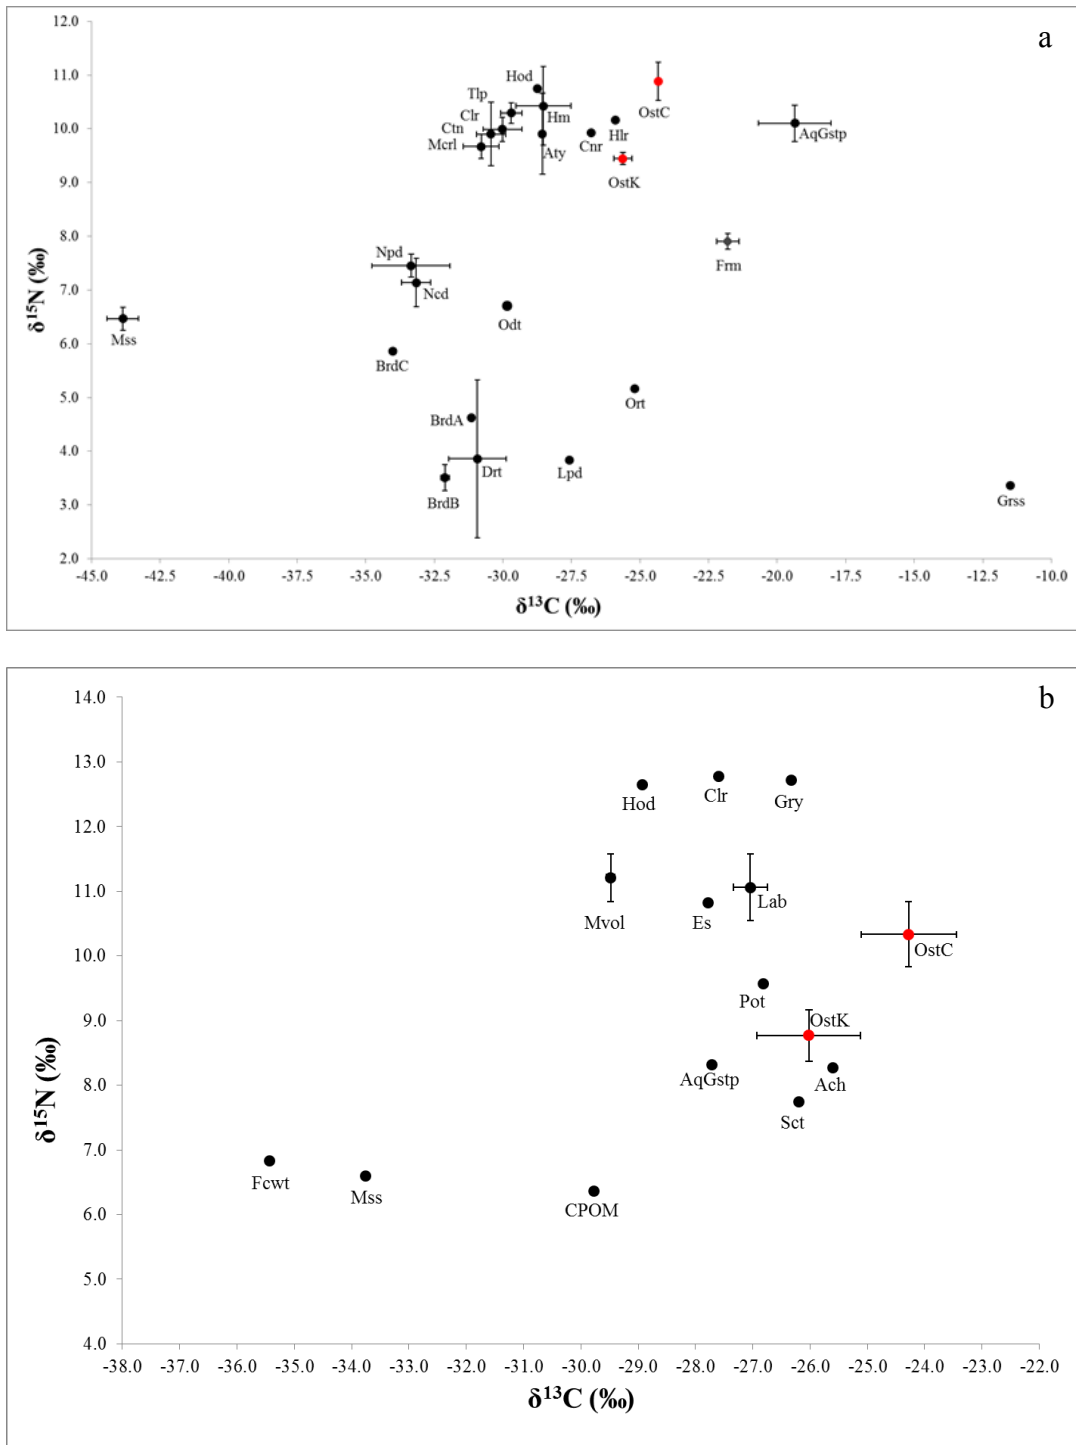 a
12.0
11.0
10.0
9.0
8.0
7.0
6.0
5.0
4.0
3.0
2.0
δ15N (‰)
Hod
Tlp
Clr
Ctn
Mcrl
Hm
Aty
Cnr
Hlr
OstC
OstK
AqGstp
Frm
Npd
Ncd
Mss
Odt
BrdC
BrdA
Ort
Drt
Lpd
BrdB
Grss
-45.0 -42.5 -40.0 -37.5 -35.0 -32.5 -30.0 -27.5 -25.0 -22.5 -20.0 -17.5 -15.0 -12.5 -10.0
δ13C (‰)
b
14.0
13.0
12.0
11.0
10.0
9.0
8.0
7.0
6.0
5.0
4.0
δ15N (‰)
Hod
Clr
Gry
Mvol
Es
Lab
OstC
Pot
OstK
AqGstp
Ach
Sct
Fcwt
Mss
CPOM
-38.0 -36.0 -35.0 -34.0 -33.0 -32.0 -31.0 -30.0 -29.0 -28.0 -27.0 -26.0 -25.0 -24.0 -23.0 -22.0
δ13C (‰)